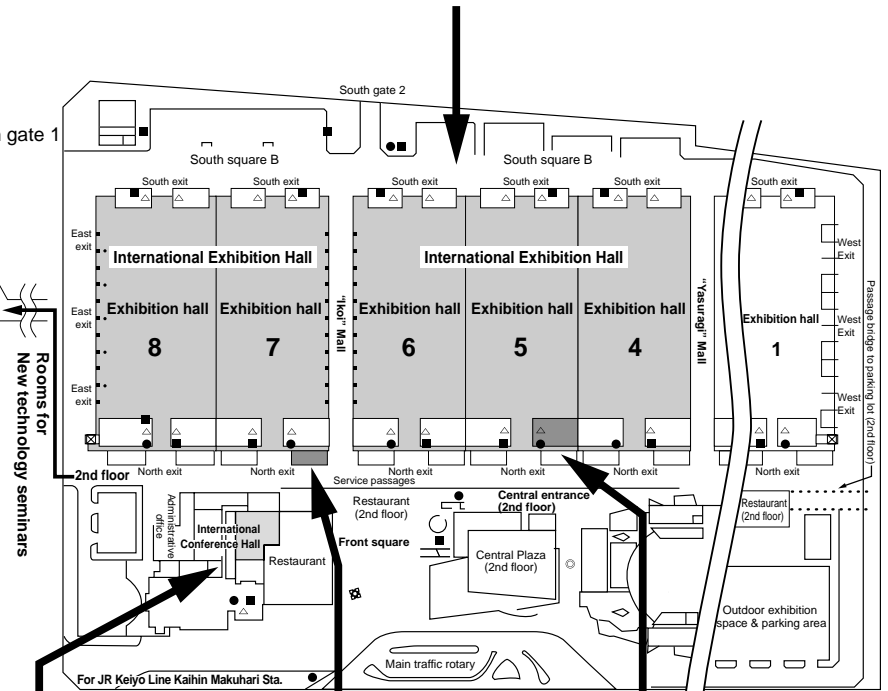 South gate 2
gate 1
South square B
South square B
South exit
South exit
South exit
South exit
South exit
South exit
East
exit
International Exhibition Hall
International Exhibition Hall
West
Exit
Exhibition hall
8
Exhibition hall
7
"Ikoi" Mall
Exhibition hall
6
Exhibition hall
5
Exhibition hall
4
"Yasuragi" Mall
Exhibition hall
1
East
exit
West
Exit
East
exit
West
Exit
Passage bridge to parking lot (2nd floor)
Rooms for
New technology seminars
2nd floor
North exit
North exit
North exit
North exit
North exit
North exit
Service passages
Administrative
office
International
Conference Hall
Restaurant
Restaurant
(2nd floor)
Central entrance
(2nd floor)
Front square
Central Plaza
(2nd floor)
Restaurant
(2nd floor)
Outdoor exhibition
space & parking area
Main traffic rotary
For JR Keiyo Line Kaihin Makuhari Sta.